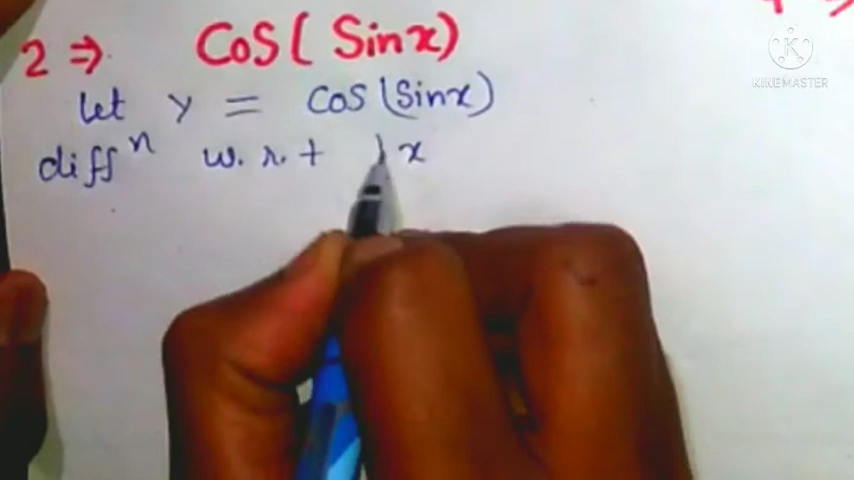 2 ⇒ Cos( Sinx)
let y = Cos(Sinx)
diffⁿ w.r.t x
KINEMASTER